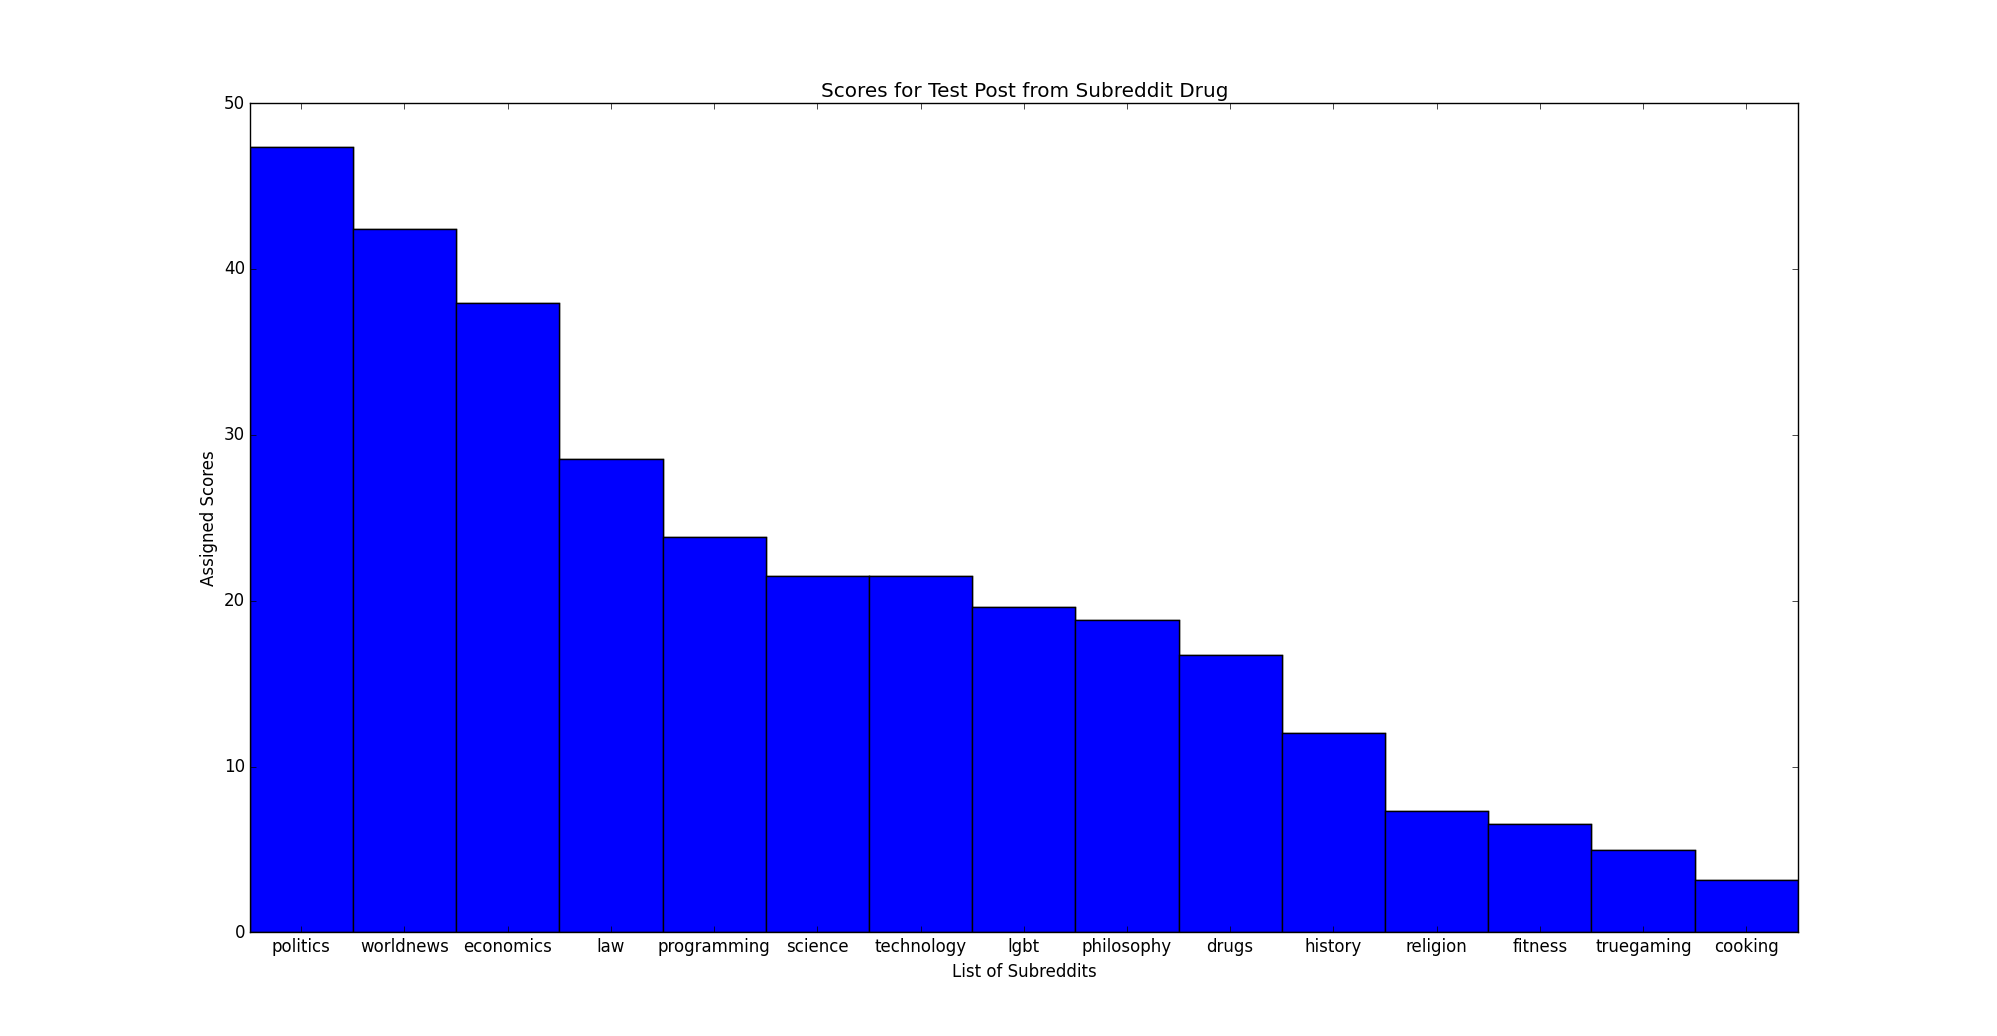 Scores for Test Post from Subreddit Drug
50
40
30
20
10
0
Assigned Scores
politics worldnews economics law programming science technology lgbt philosophy drugs history religion fitness truegaming cooking
List of Subreddits